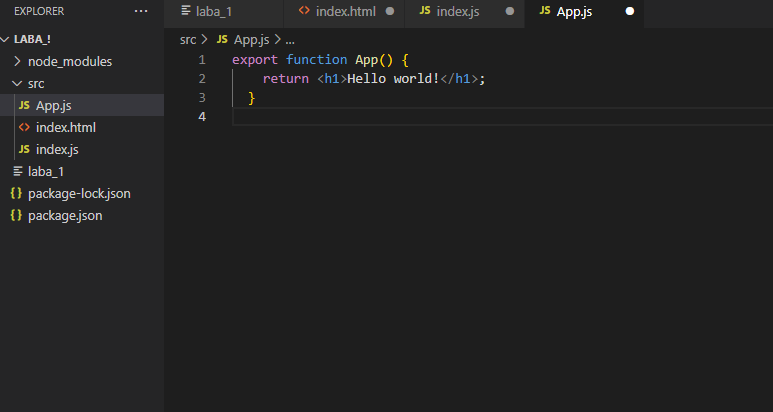 EXPLORER ...
laba_1 <> index.html JS index.js JS App.js
LABA_!
src > JS App.js > ...
node_modules
src
JS App.js
<> index.html
JS index.js
laba_1
{} package-lock.json
{} package.json
1 export function App() {
2 return <h1>Hello world!</h1>;
3 }
4